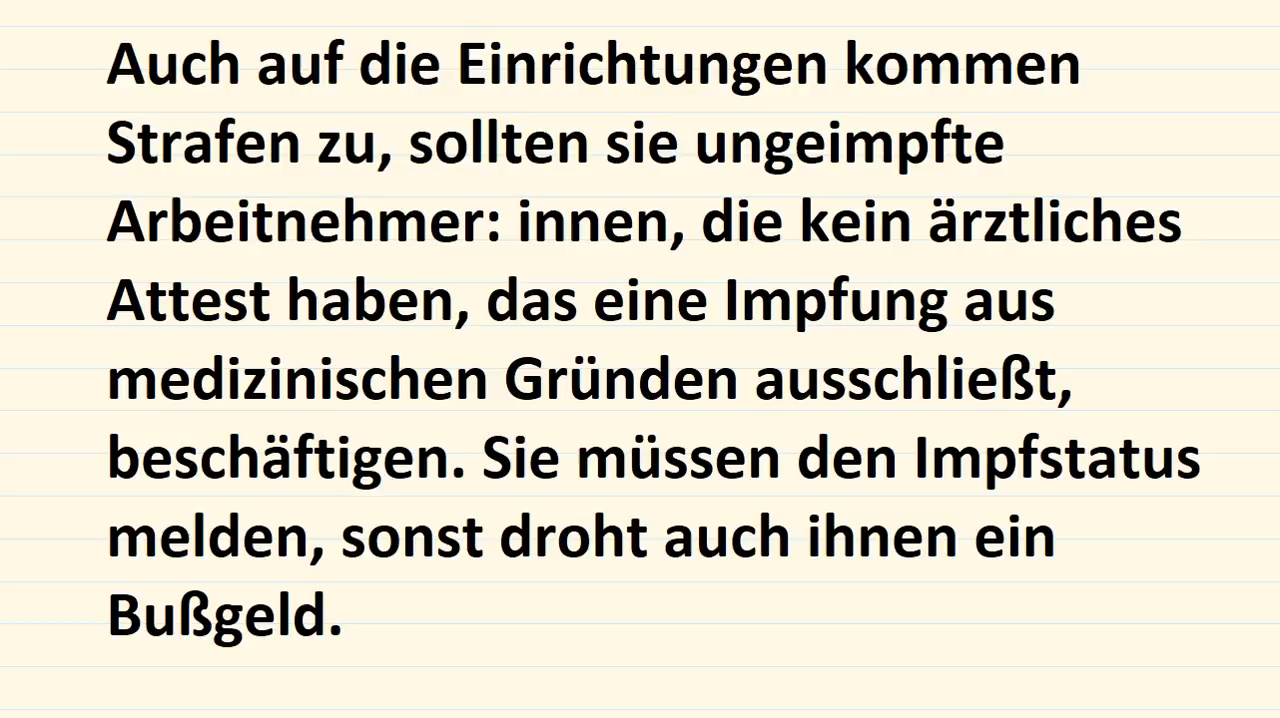 Auch auf die Einrichtungen kommen
Strafen zu, sollten sie ungeimpfte
Arbeitnehmer: innen, die kein ärztliches
Attest haben, das eine Impfung aus
medizinischen Gründen ausschließt,
beschäftigen. Sie müssen den Impfstatus
melden, sonst droht auch ihnen ein
Bußgeld.